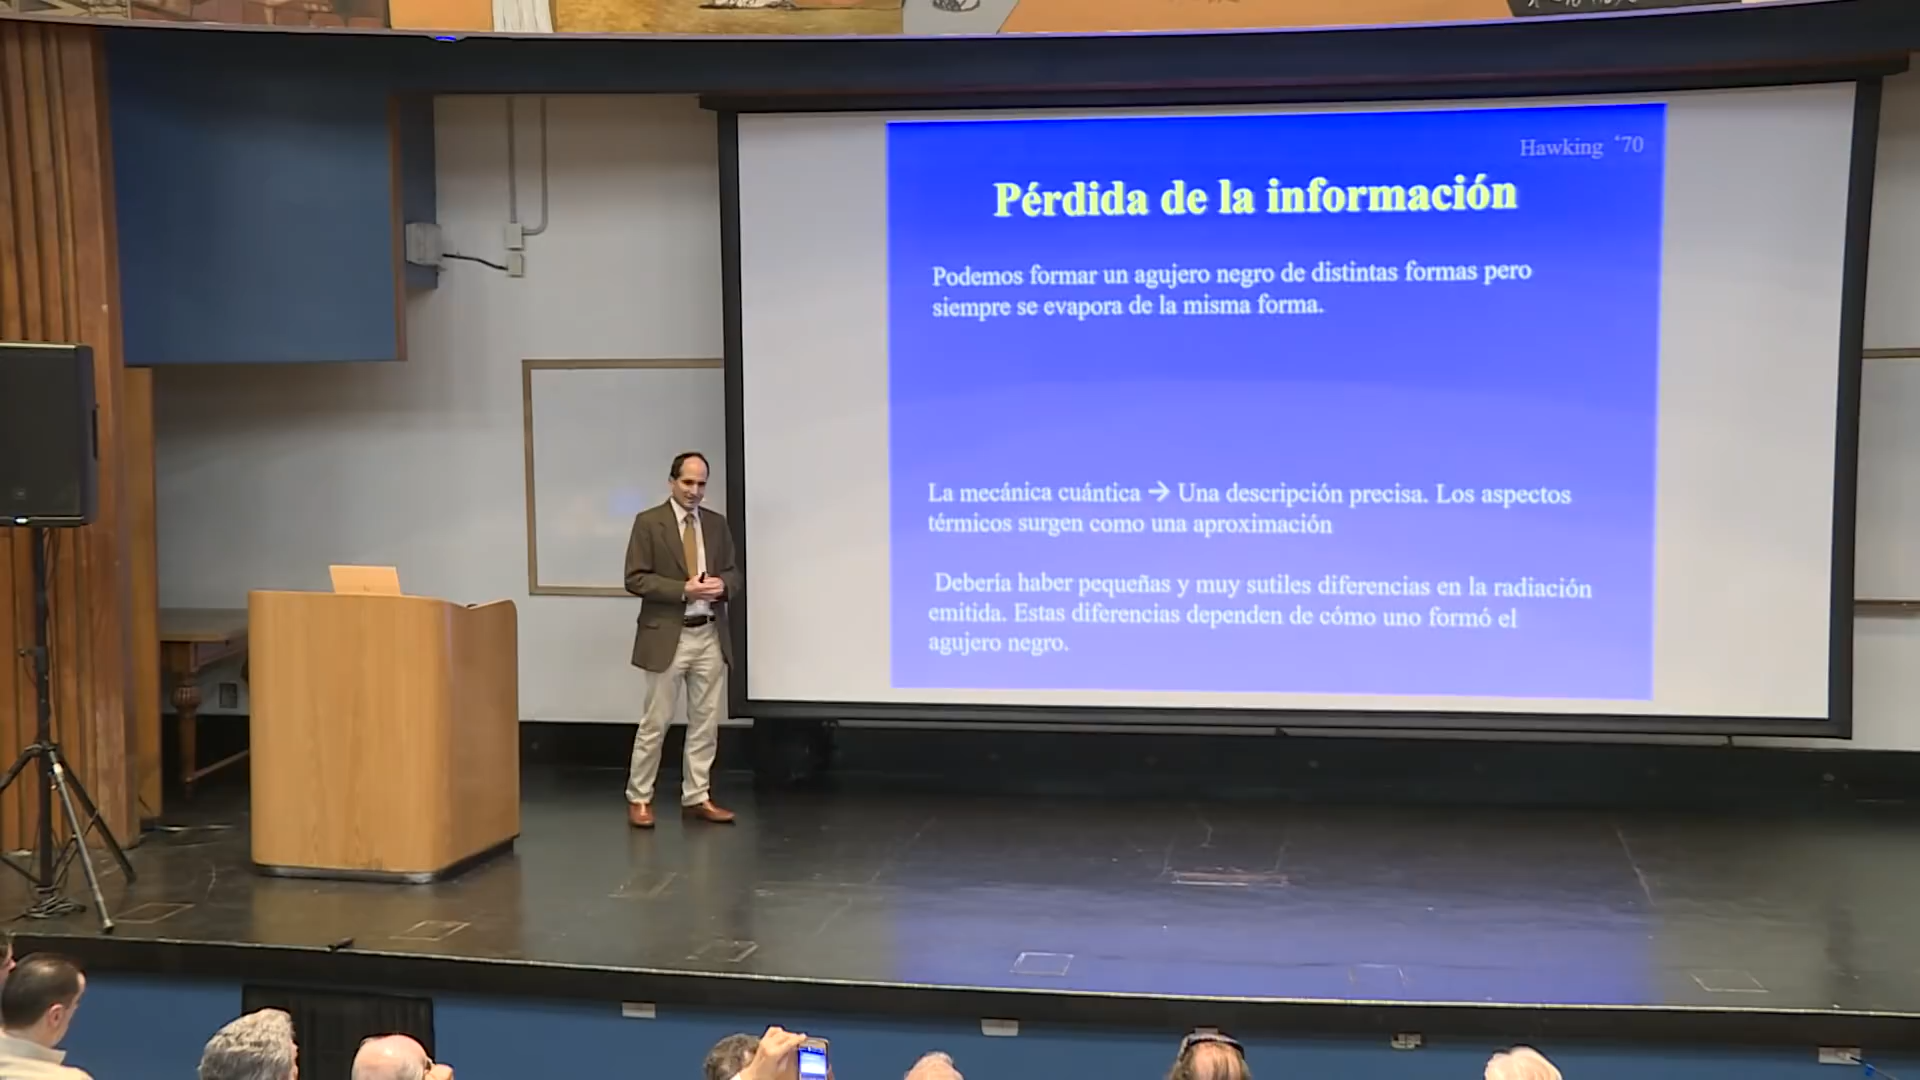 Hawking '70
Pérdida de la información
Podemos formar un agujero negro de distintas formas pero
siempre se evapora de la misma forma.
La mecánica cuántica → Una descripción precisa. Los aspectos
térmicos surgen como una aproximación
Debería haber pequeñas y muy sutiles diferencias en la radiación
emitida. Estas diferencias dependen de cómo uno formó el
agujero negro.